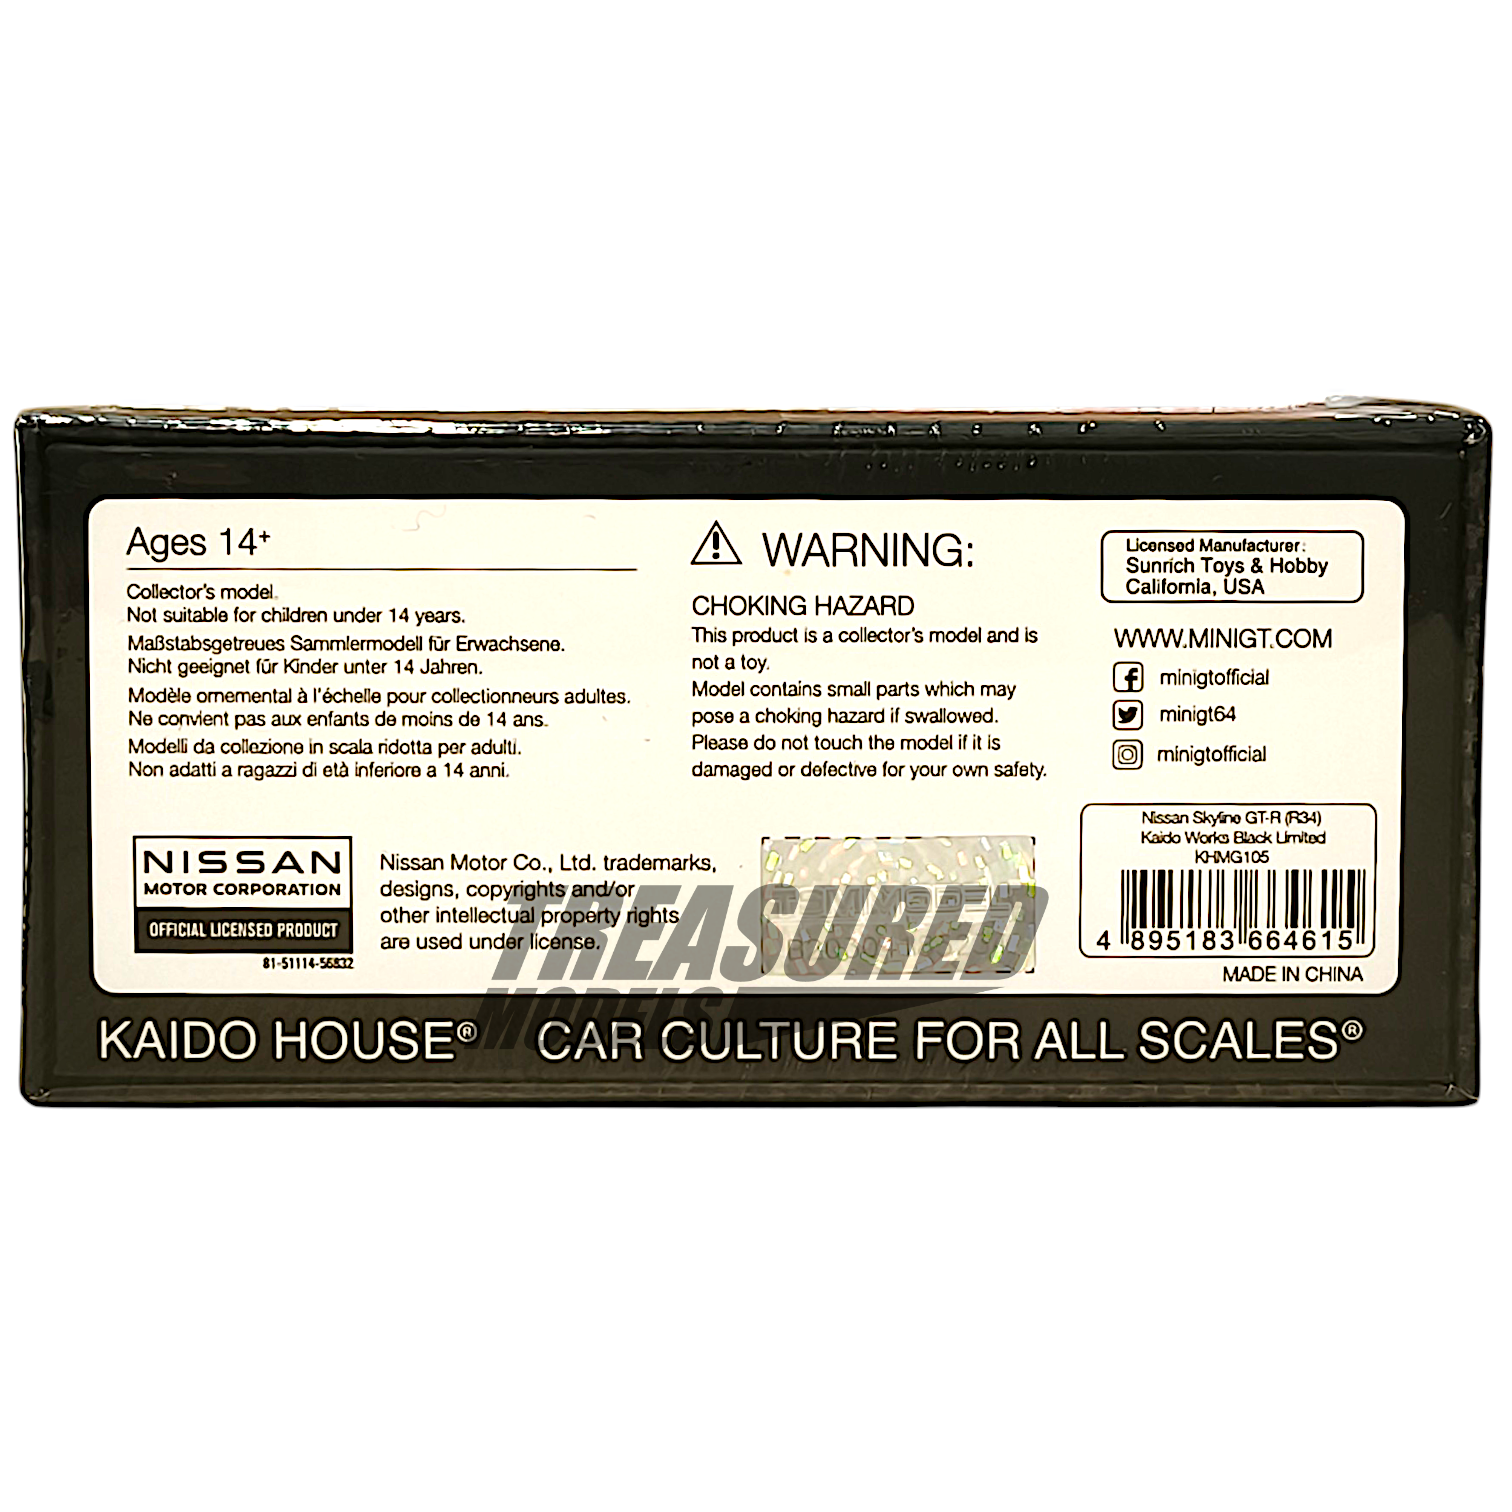 Ages 14+
Collector's model.
Not suitable for children under 14 years.
Maßstabsgetreues Sammlermodell für Erwachsene.
Nicht geeignet für Kinder unter 14 Jahren.
Modèle ornemental à l'échelle pour collectionneurs adultes.
Ne convient pas aux enfants de moins de 14 ans.
Modelli da collezione in scala ridotta per adulti.
Non adatti a ragazzi di età inferiore a 14 anni.
NISSAN
MOTOR CORPORATION
OFFICIAL LICENSED PRODUCT
81-51114-56832
Nissan Motor Co., Ltd. trademarks,
designs, copyrights and/or
other intellectual property rights
are used under license.
WARNING:
CHOKING HAZARD
This product is a collector's model and is
not a toy.
Model contains small parts which may
pose a choking hazard if swallowed.
Please do not touch the model if it is
damaged or defective for your own safety.
Licensed Manufacturer:
Sunrich Toys & Hobby
California, USA
WWW.MINIGT.COM
minigtofficial
minigt64
minigtofficial
Nissan Skyline GT-R (R34)
Kaido Works Black Limited
KHMG105
4 895183 664615
MADE IN CHINA
TREASURED
MODELS
KAIDO HOUSE® CAR CULTURE FOR ALL SCALES®